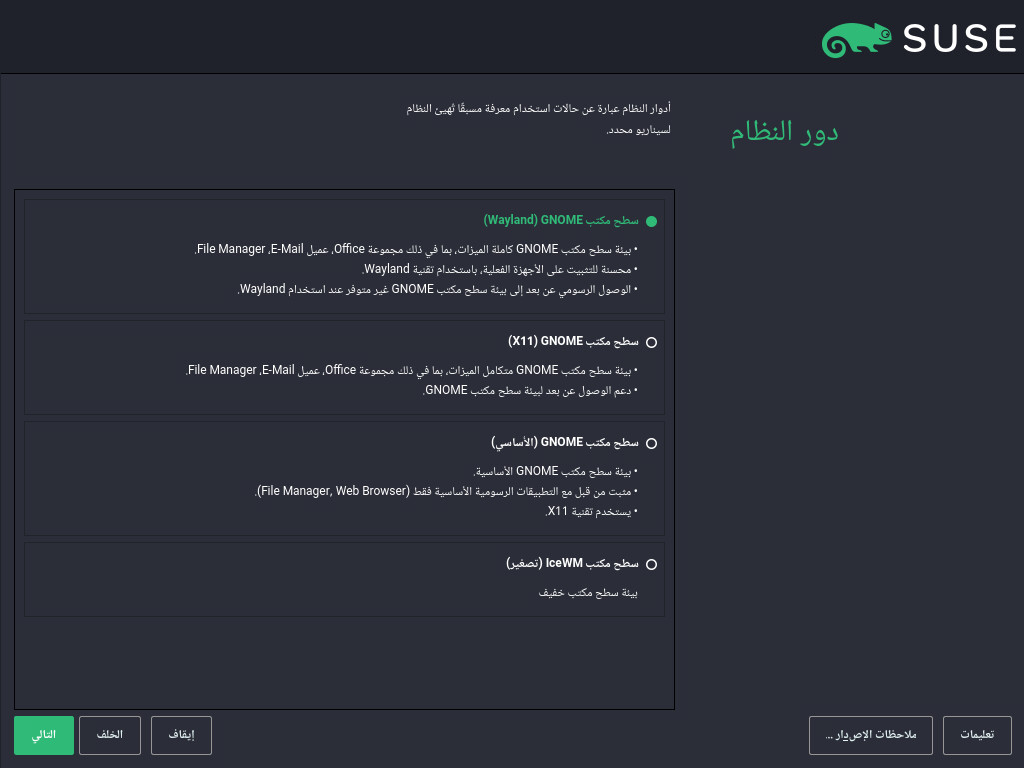 SUSE
دور النظام
أدوار النظام عبارة عن حالات استخدام معرفة مسبقًا تُهيئ النظام
لسيناريو محدد.
سطح مكتب GNOME (Wayland)
• بيئة سطح مكتب GNOME كاملة الميزات، بما في ذلك مجموعة Office، عميل E-Mail، File Manager.
• محسنة للتثبيت على الأجهزة الفعلية، باستخدام تقنية Wayland.
• الوصول الرسومي عن بعد إلى بيئة سطح مكتب GNOME غير متوفر عند استخدام Wayland.
سطح مكتب GNOME (X11)
• بيئة سطح مكتب GNOME متكامل الميزات، بما في ذلك مجموعة Office، عميل E-Mail، File Manager.
• دعم الوصول عن بعد لبيئة سطح مكتب GNOME.
سطح مكتب GNOME (الأساسي)
• بيئة سطح مكتب GNOME الأساسية.
• مثبت من قبل مع التطبيقات الرسومية الأساسية فقط (File Manager, Web Browser).
• يستخدم تقنية X11.
سطح مكتب IceWM (تصغير)
بيئة سطح مكتب خفيف
تعليمات
ملاحظات الإصدار ...
إيقاف
الخلف
التالي